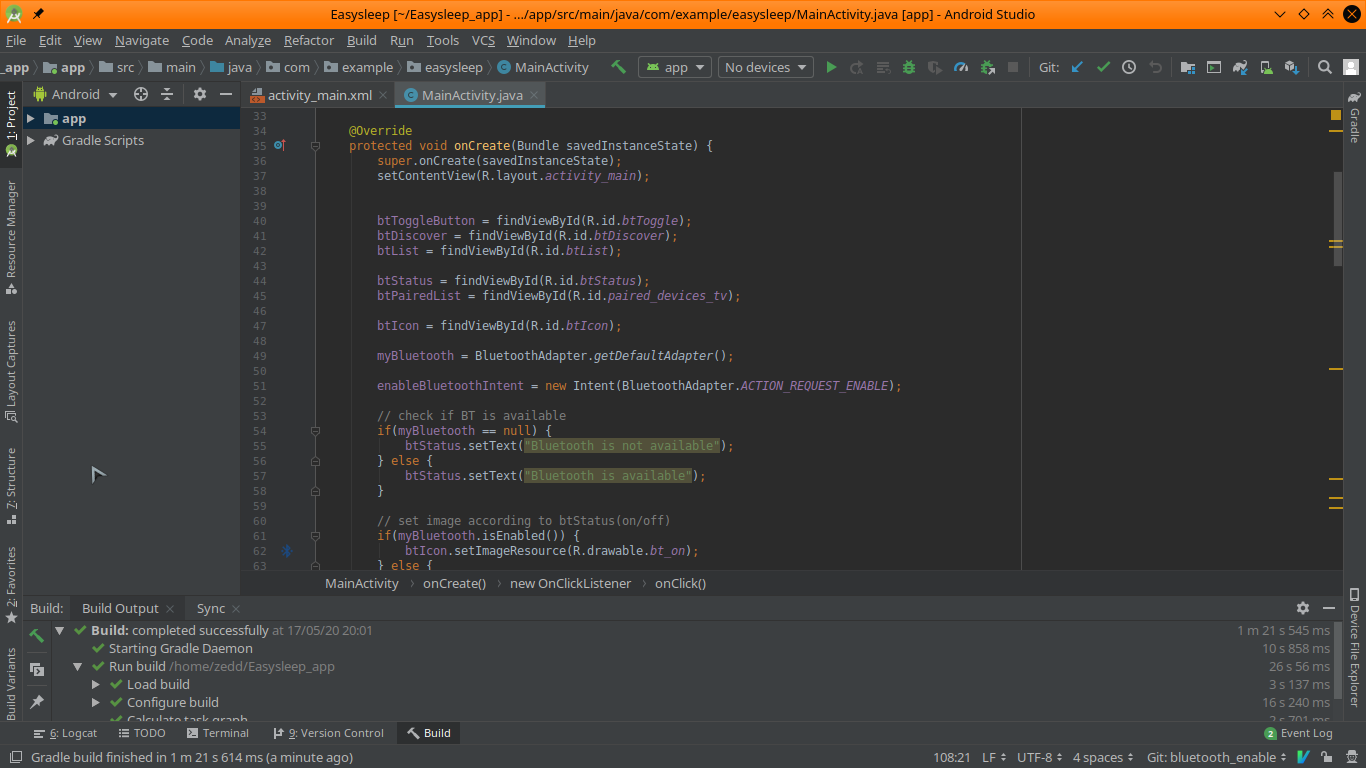 Easysleep [~/Easysleep_app] - .../app/src/main/java/com/example/easysleep/MainActivity.java [app] - Android Studio
File Edit View Navigate Code Analyze Refactor Build Run Tools VCS Window Help
_app app src main java com example easysleep MainActivity app No devices Git:
1: Project
Resource Manager
Layout Captures
7: Structure
2: Favorites
Build Variants
Android
app
Gradle Scripts
activity_main.xml MainActivity.java
33
34 @Override
35 protected void onCreate(Bundle savedInstanceState) {
36 super.onCreate(savedInstanceState);
37 setContentView(R.layout.activity_main);
38
39
40 btToggleButton = findViewById(R.id.btToggle);
41 btDiscover = findViewById(R.id.btDiscover);
42 btList = findViewById(R.id.btList);
43
44 btStatus = findViewById(R.id.btStatus);
45 btPairedList = findViewById(R.id.paired_devices_tv);
46
47 btIcon = findViewById(R.id.btIcon);
48
49 myBluetooth = BluetoothAdapter.getDefaultAdapter();
50
51 enableBluetoothIntent = new Intent(BluetoothAdapter.ACTION_REQUEST_ENABLE);
52
53 // check if BT is available
54 if(myBluetooth == null) {
55 btStatus.setText("Bluetooth is not available");
56 } else {
57 btStatus.setText("Bluetooth is available");
58 }
59
60 // set image according to btStatus(on/off)
61 if(myBluetooth.isEnabled()) {
62 btIcon.setImageResource(R.drawable.bt_on);
63 } else {
MainActivity › onCreate() › new OnClickListener › onClick()
Gradle
Device File Explorer
Build: Build Output Sync
Build: completed successfully at 17/05/20 20:01 1 m 21 s 545 ms
Starting Gradle Daemon 10 s 858 ms
Run build /home/zedd/Easysleep_app 26 s 56 ms
Load build 3 s 137 ms
Configure build 16 s 240 ms
Calculate task graph 2 s 701 ms
6: Logcat TODO Terminal 9: Version Control Build 2 Event Log
Gradle build finished in 1 m 21 s 614 ms (a minute ago) 108:21 LF UTF-8 4 spaces Git: bluetooth_enable